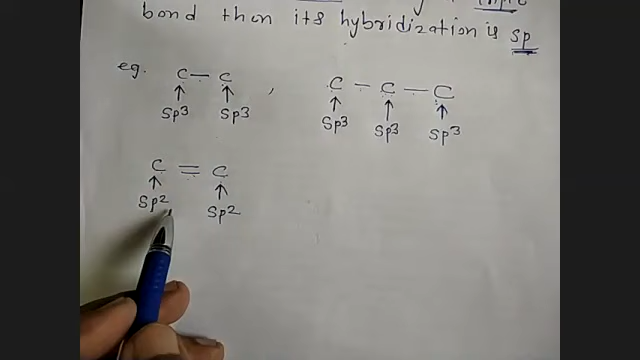 bond then its hybridization is sp
eg. C — C , C — C — C
↑ ↑ ↑ ↑ ↑
Sp3 Sp3 Sp3 Sp3 Sp3
C = C
↑ ↑
Sp2 Sp2